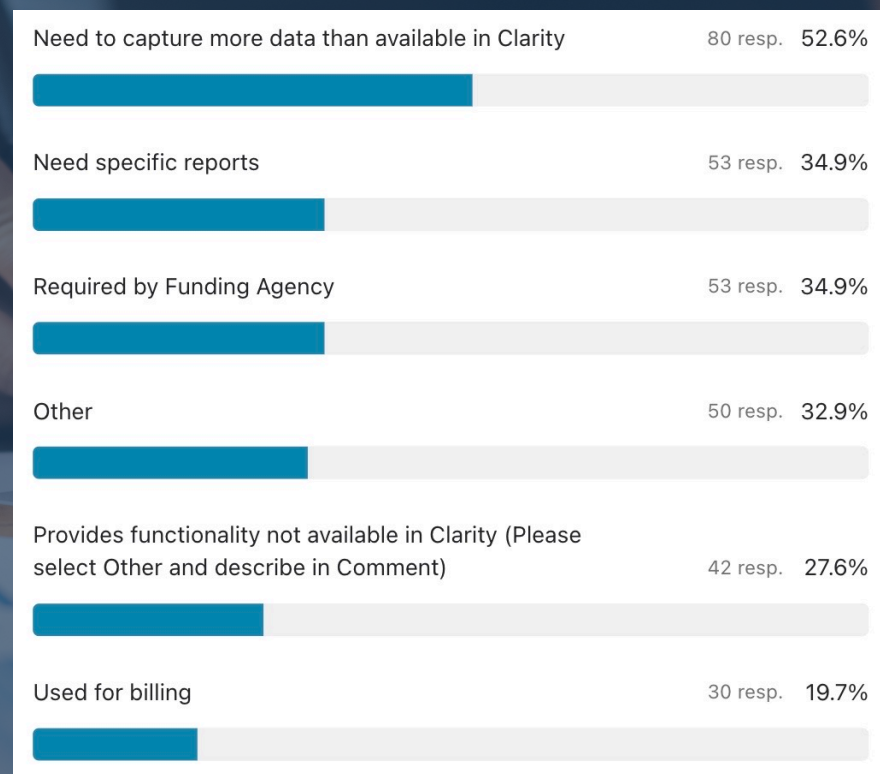 Need to capture more data than available in Clarity 80 resp. 52.6%
Need specific reports 53 resp. 34.9%
Required by Funding Agency 53 resp. 34.9%
Other 50 resp. 32.9%
Provides functionality not available in Clarity (Please
select Other and describe in Comment) 42 resp. 27.6%
Used for billing 30 resp. 19.7%